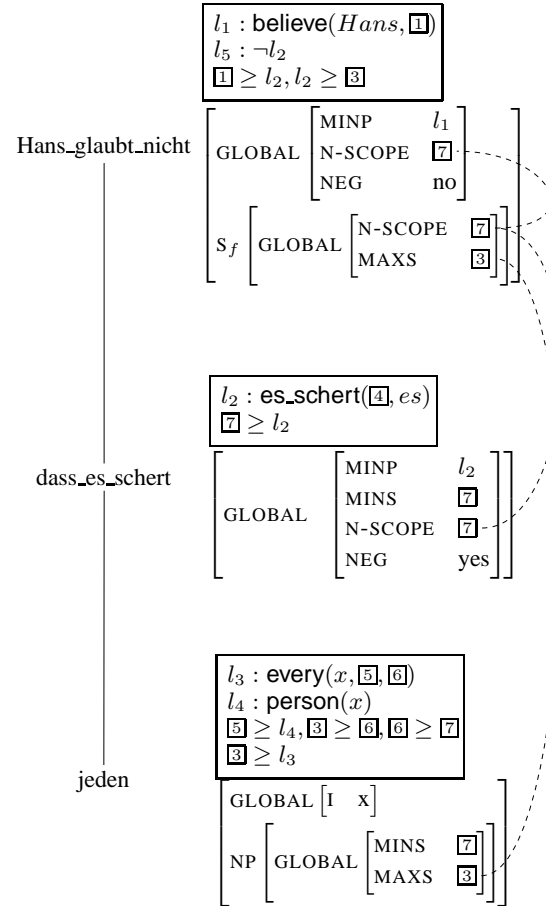 l₁ : believe(Hans, 1)
l₅ : ¬l₂
1 ≥ l₂, l₂ ≥ 3
Hans_glaubt_nicht
GLOBAL
MINP l₁
N-SCOPE 7
NEG no
S_f GLOBAL
N-SCOPE 7
MAXS 3
l₂ : es_schert(4, es)
7 ≥ l₂
dass_es_schert
GLOBAL
MINP l₂
MINS 7
N-SCOPE 7
NEG yes
l₃ : every(x, 5, 6)
l₄ : person(x)
5 ≥ l₄, 3 ≥ 6, 6 ≥ 7
3 ≥ l₃
jeden
GLOBAL [I x]
NP GLOBAL
MINS 7
MAXS 3